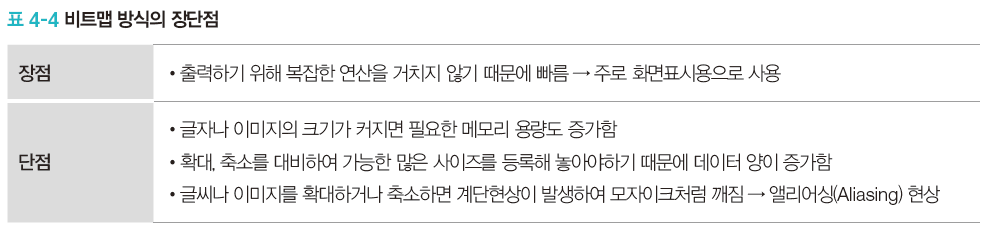 표 4-4 비트맵 방식의 장단점
장점
• 출력하기 위해 복잡한 연산을 거치지 않기 때문에 빠름 → 주로 화면표시용으로 사용
단점
• 글자나 이미지의 크기가 커지면 필요한 메모리 용량도 증가함
• 확대, 축소를 대비하여 가능한 많은 사이즈를 등록해 놓아야하기 때문에 데이터 양이 증가함
• 글씨나 이미지를 확대하거나 축소하면 계단현상이 발생하여 모자이크처럼 깨짐 → 앨리어싱(Aliasing) 현상